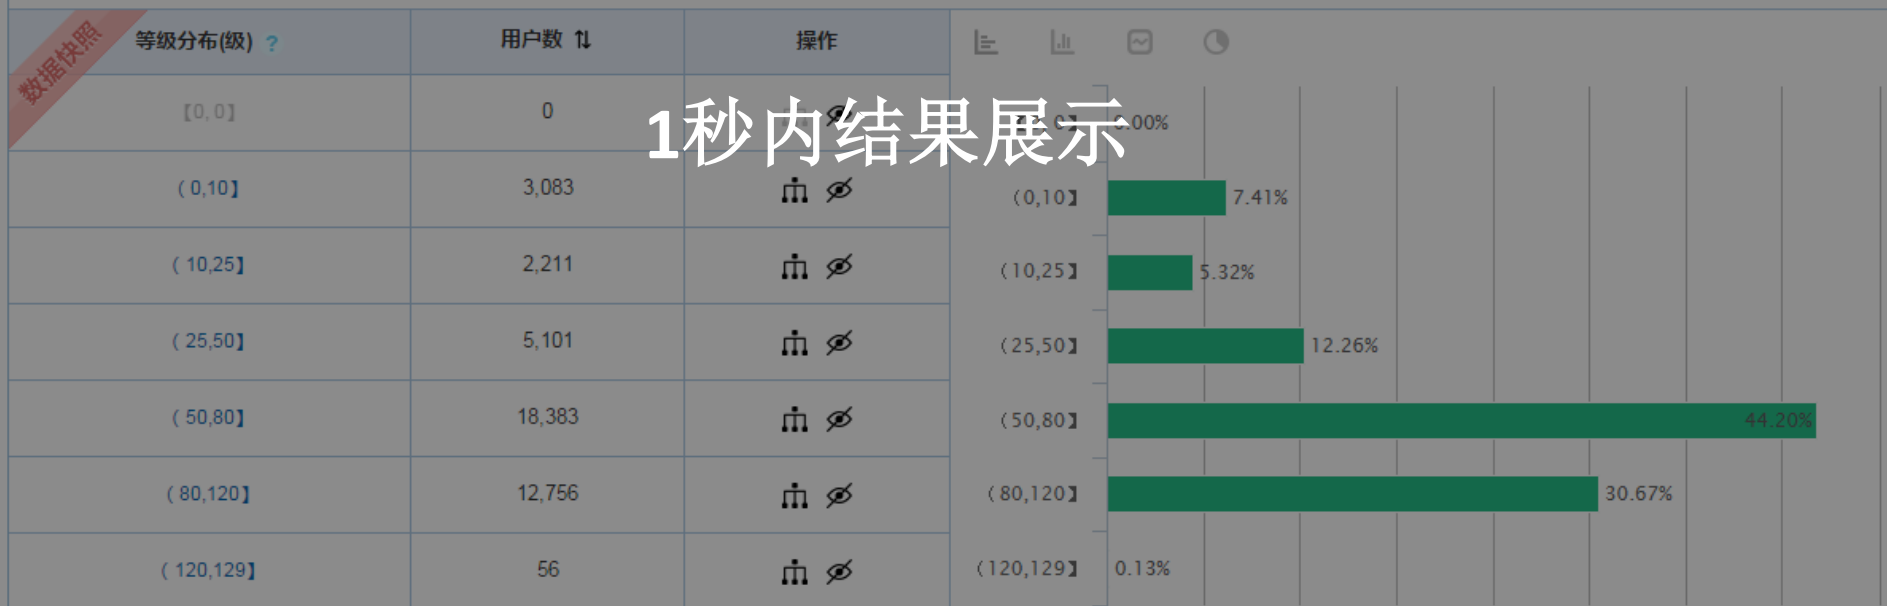 数据快照
等级分布(级) ? 用户数 ⇅ 操作
1秒内结果展示
【0, 0】 0 0.00%
( 0,10】 3,083
(0,10】 7.41%
( 10,25】 2,211
(10,25】 5.32%
( 25,50】 5,101
(25,50】 12.26%
( 50,80】 18,383
(50,80】 44.20%
( 80,120】 12,756
(80,120】 30.67%
( 120,129】 56
(120,129】 0.13%